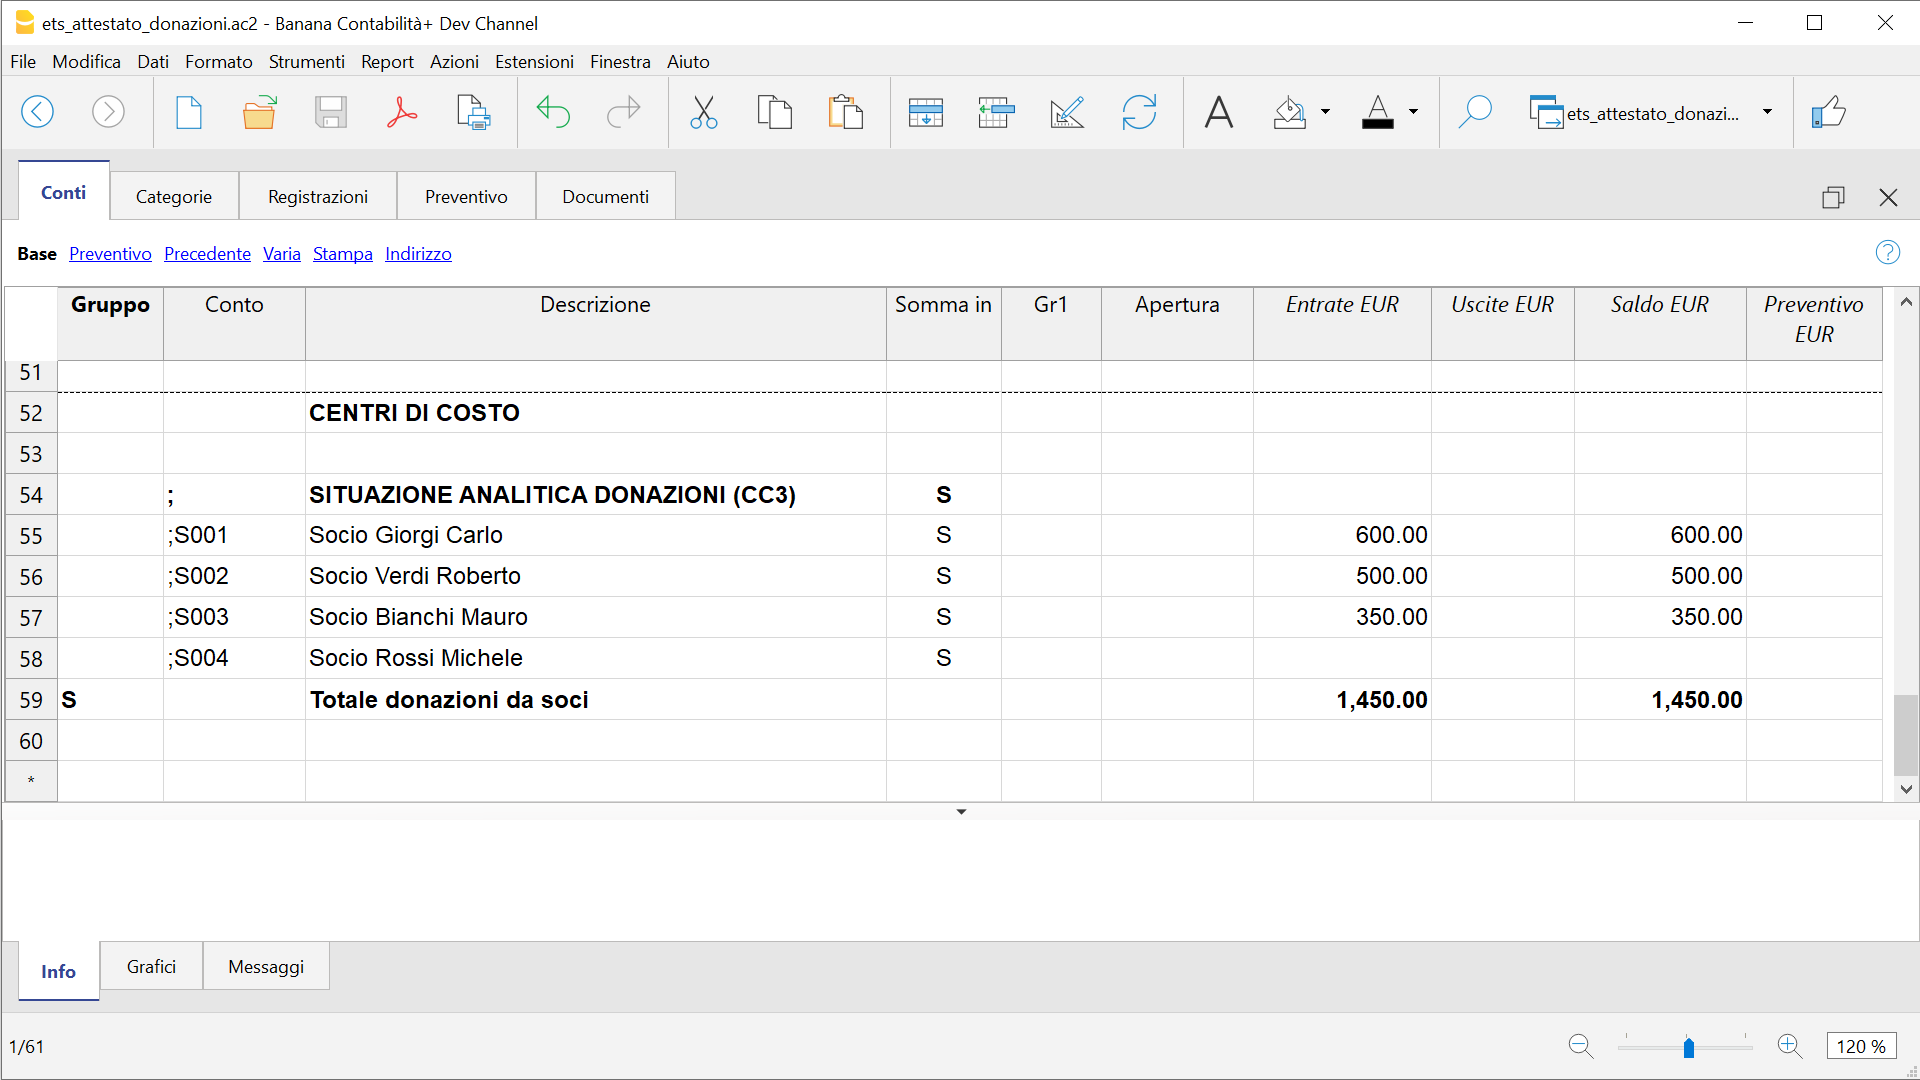 ets_attestato_donazioni.ac2 - Banana Contabilità+ Dev Channel
File Modifica Dati Formato Strumenti Report Azioni Estensioni Finestra Aiuto
ets_attestato_donazi...
Conti Categorie Registrazioni Preventivo Documenti
Base Preventivo Precedente Varia Stampa Indirizzo
Gruppo Conto Descrizione Somma in Gr1 Apertura Entrate EUR Uscite EUR Saldo EUR Preventivo EUR
51
52 CENTRI DI COSTO
53
54 ; SITUAZIONE ANALITICA DONAZIONI (CC3) S
55 ;S001 Socio Giorgi Carlo S 600.00 600.00
56 ;S002 Socio Verdi Roberto S 500.00 500.00
57 ;S003 Socio Bianchi Mauro S 350.00 350.00
58 ;S004 Socio Rossi Michele S
59 S Totale donazioni da soci 1,450.00 1,450.00
60
*
Info Grafici Messaggi
1/61 120 %